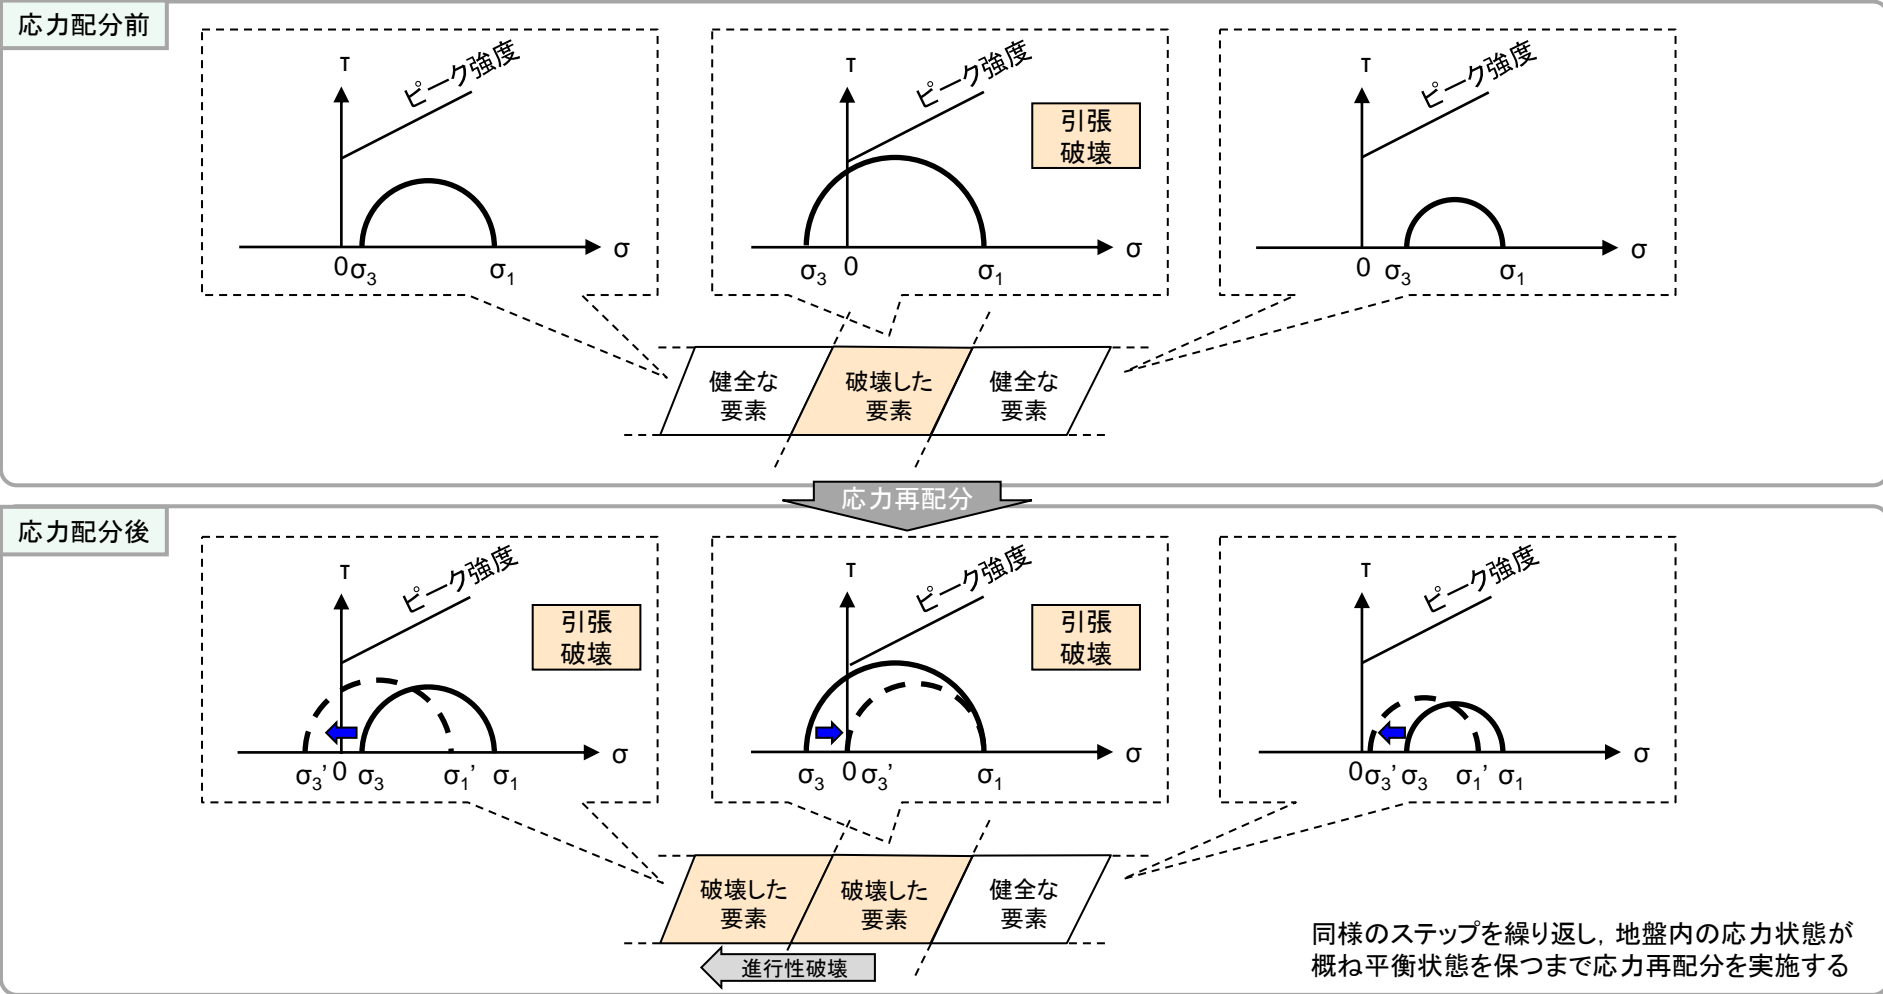 応力配分前
τ
ピーク強度
σ
0 σ3 σ1
τ
ピーク強度
引張
破壊
σ
σ3 0 σ1
τ
ピーク強度
σ
0 σ3 σ1
健全な
要素
破壊した
要素
健全な
要素
応力再配分
応力配分後
τ
ピーク強度
引張
破壊
σ
σ3’ 0 σ3 σ1’ σ1
τ
ピーク強度
引張
破壊
σ
σ3 0 σ3’ σ1
τ
ピーク強度
σ
0 σ3’ σ3 σ1’ σ1
破壊した
要素
破壊した
要素
健全な
要素
進行性破壊
同様のステップを繰り返し，地盤内の応力状態が
概ね平衡状態を保つまで応力再配分を実施する